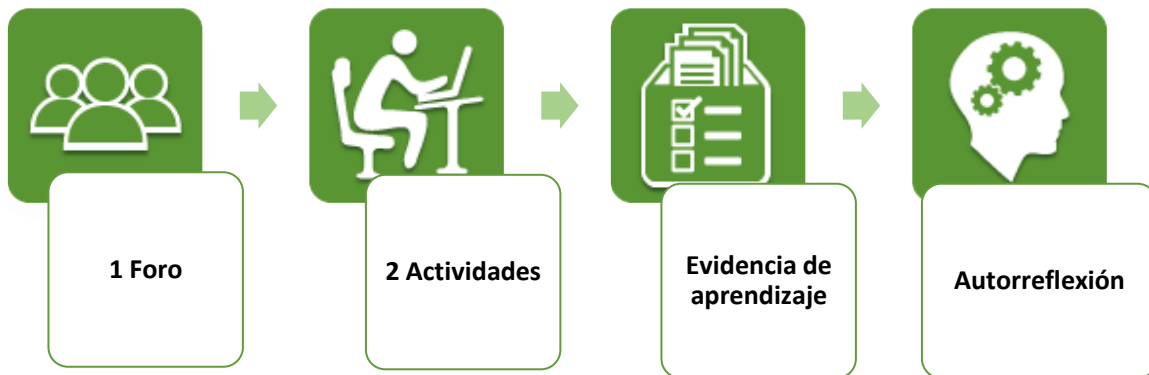 1 Foro
2 Actividades
Evidencia de
aprendizaje
Autorreflexión